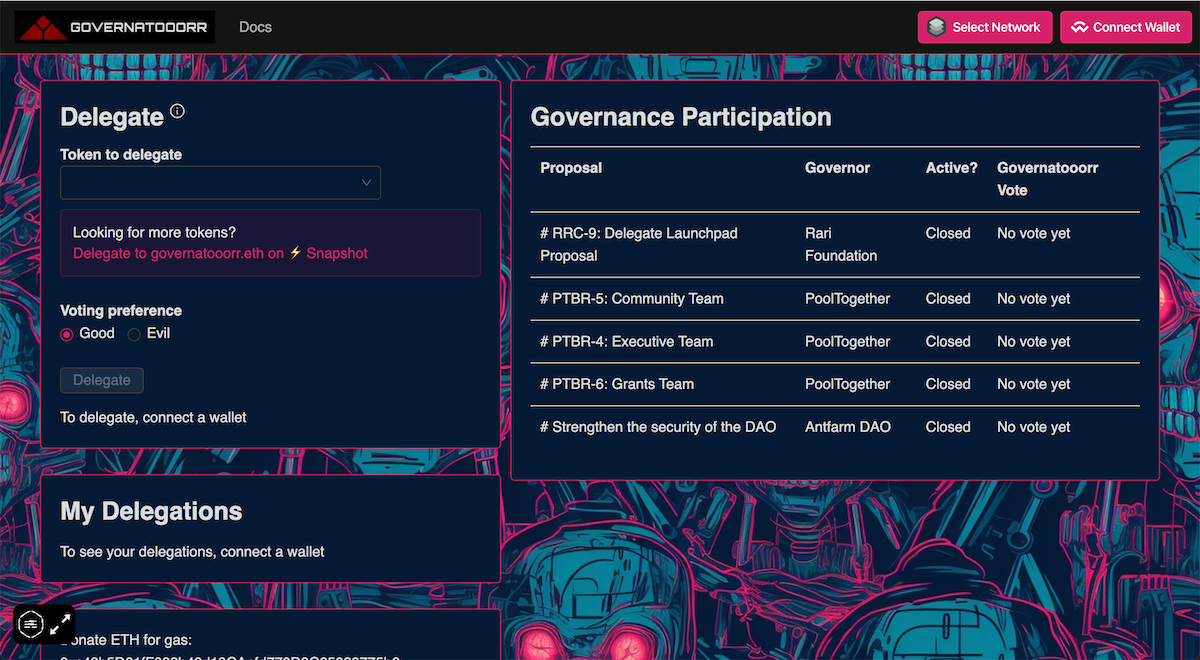 GOVERNATOOORR
Docs
Select Network
Connect Wallet
Delegate
Token to delegate
Looking for more tokens?
Delegate to governatooorr.eth on ⚡ Snapshot
Voting preference
Good
Evil
Delegate
To delegate, connect a wallet
My Delegations
To see your delegations, connect a wallet
Donate ETH for gas:
Governance Participation
Proposal Governor Active? Governatooorr
Vote
# RRC-9: Delegate Launchpad Rari Closed No vote yet
Proposal Foundation
# PTBR-5: Community Team PoolTogether Closed No vote yet
# PTBR-4: Executive Team PoolTogether Closed No vote yet
# PTBR-6: Grants Team PoolTogether Closed No vote yet
# Strengthen the security of the DAO Antfarm DAO Closed No vote yet